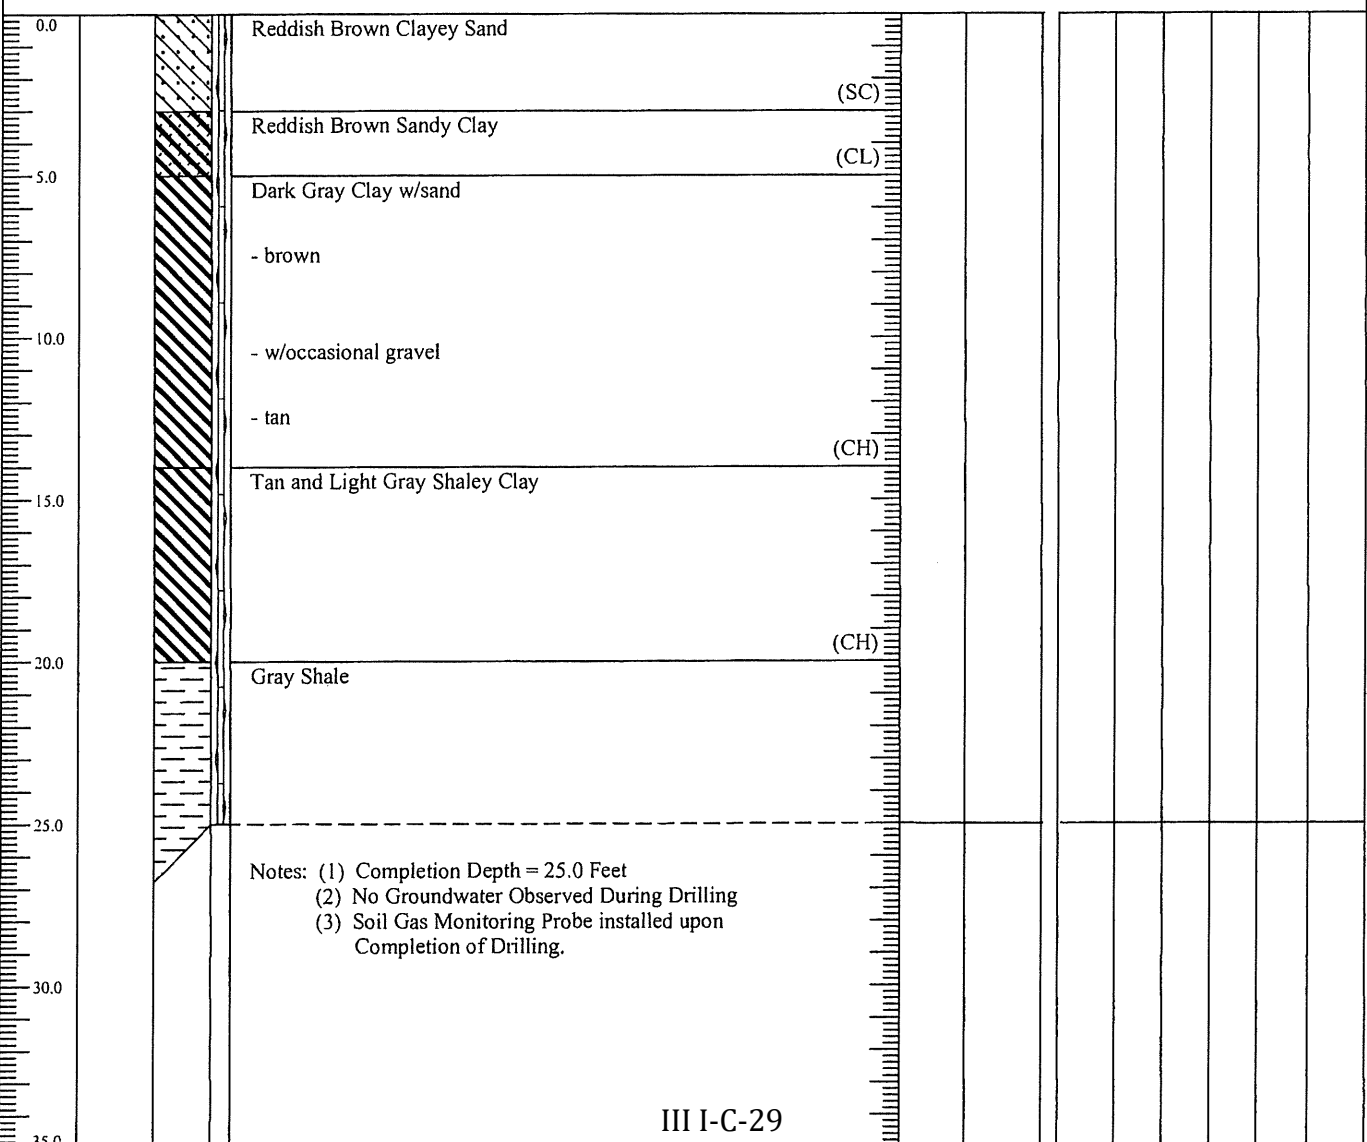 0.0
Reddish Brown Clayey Sand
(SC)
Reddish Brown Sandy Clay
(CL)
5.0
Dark Gray Clay w/sand
- brown
10.0
- w/occasional gravel
- tan
(CH)
Tan and Light Gray Shaley Clay
15.0
(CH)
20.0
Gray Shale
25.0
Notes: (1) Completion Depth = 25.0 Feet
(2) No Groundwater Observed During Drilling
(3) Soil Gas Monitoring Probe installed upon
Completion of Drilling.
30.0
III I-C-29
35.0